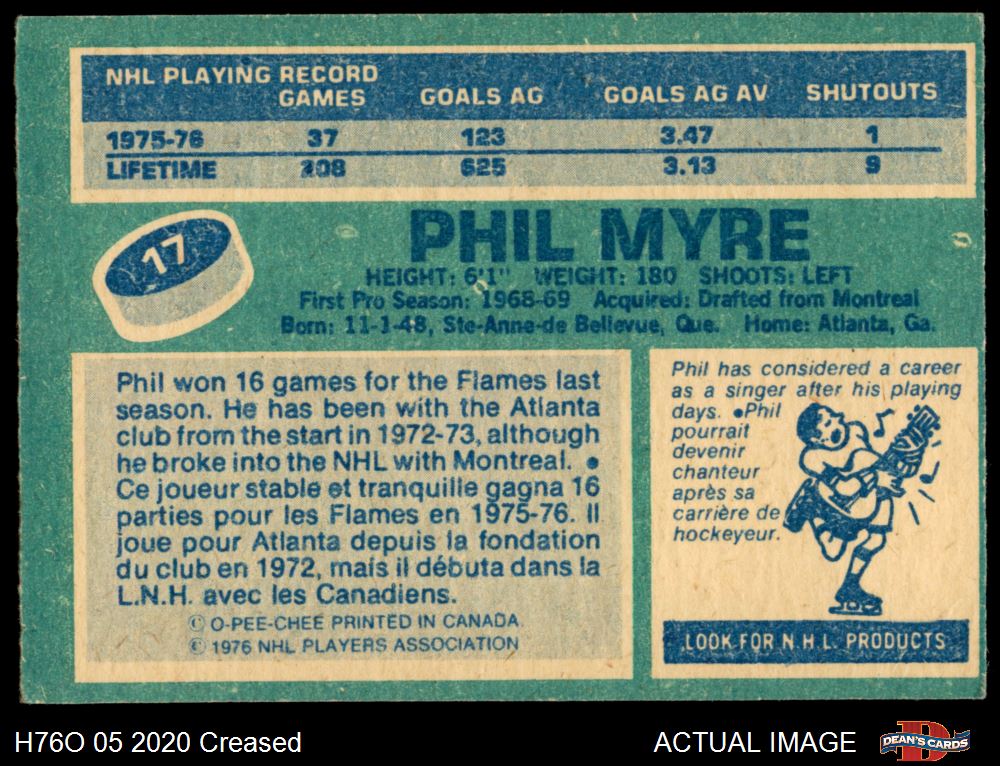 NHL PLAYING RECORD
GAMES GOALS AG GOALS AG AV SHUTOUTS
1975-76 37 123 3.47 1
LIFETIME 208 625 3.13 9
17
PHIL MYRE
HEIGHT: 6'1" WEIGHT: 180 SHOOTS: LEFT
First Pro Season: 1968-69 Acquired: Drafted from Montreal
Born: 11-1-48, Ste-Anne-de Bellevue, Que. Home: Atlanta, Ga.
Phil won 16 games for the Flames last
season. He has been with the Atlanta
club from the start in 1972-73, although
he broke into the NHL with Montreal. •
Ce joueur stable et tranquille gagna 16
parties pour les Flames en 1975-76. Il
joue pour Atlanta depuis la fondation
du club en 1972, mais il débuta dans la
L.N.H. avec les Canadiens.
© O-PEE-CHEE PRINTED IN CANADA.
© 1976 NHL PLAYERS ASSOCIATION
Phil has considered a career
as a singer after his playing
days. •Phil
pourrait
devenir
chanteur
après sa
carrière de
hockeyeur.
LOOK FOR N.H.L. PRODUCTS
H76O 05 2020 Creased
ACTUAL IMAGE
D
DEAN'S CARDS